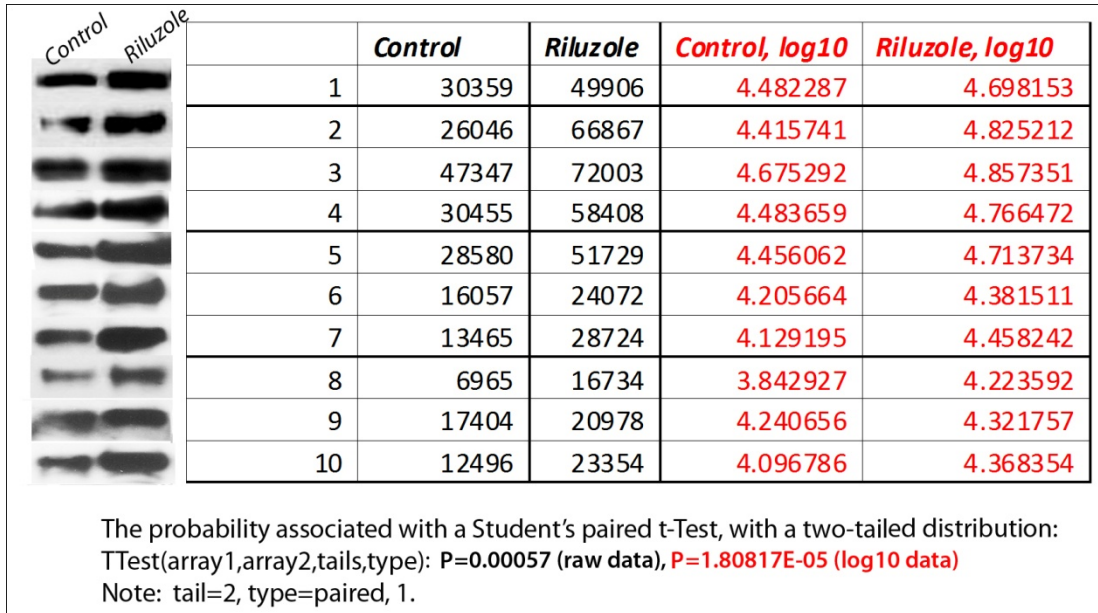 Control Riluzole
Control Riluzole Control, log10 Riluzole, log10
1 30359 49906 4.482287 4.698153
2 26046 66867 4.415741 4.825212
3 47347 72003 4.675292 4.857351
4 30455 58408 4.483659 4.766472
5 28580 51729 4.456062 4.713734
6 16057 24072 4.205664 4.381511
7 13465 28724 4.129195 4.458242
8 6965 16734 3.842927 4.223592
9 17404 20978 4.240656 4.321757
10 12496 23354 4.096786 4.368354
The probability associated with a Student’s paired t-Test, with a two-tailed distribution:
TTest(array1,array2,tails,type): P=0.00057 (raw data), P=1.80817E-05 (log10 data)
Note: tail=2, type=paired, 1.